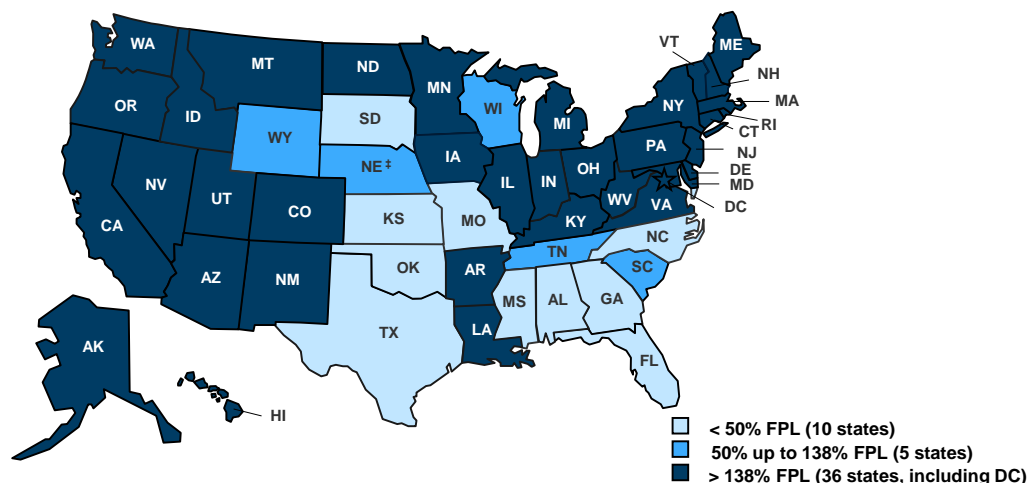 ME
WA
VT
MT
ND
NH
MN
OR
MA
NY
WI
ID
SD
MI
RI
CT
WY
PA
NJ
IA
NE‡
OH
DE
IL
IN
MD
NV
UT
WV
VA
DC
CO
CA
KS
MO
KY
NC
TN
OK
SC
AZ
NM
AR
MS
AL
GA
TX
LA
AK
FL
HI
< 50% FPL (10 states)
50% up to 138% FPL (5 states)
> 138% FPL (36 states, including DC)